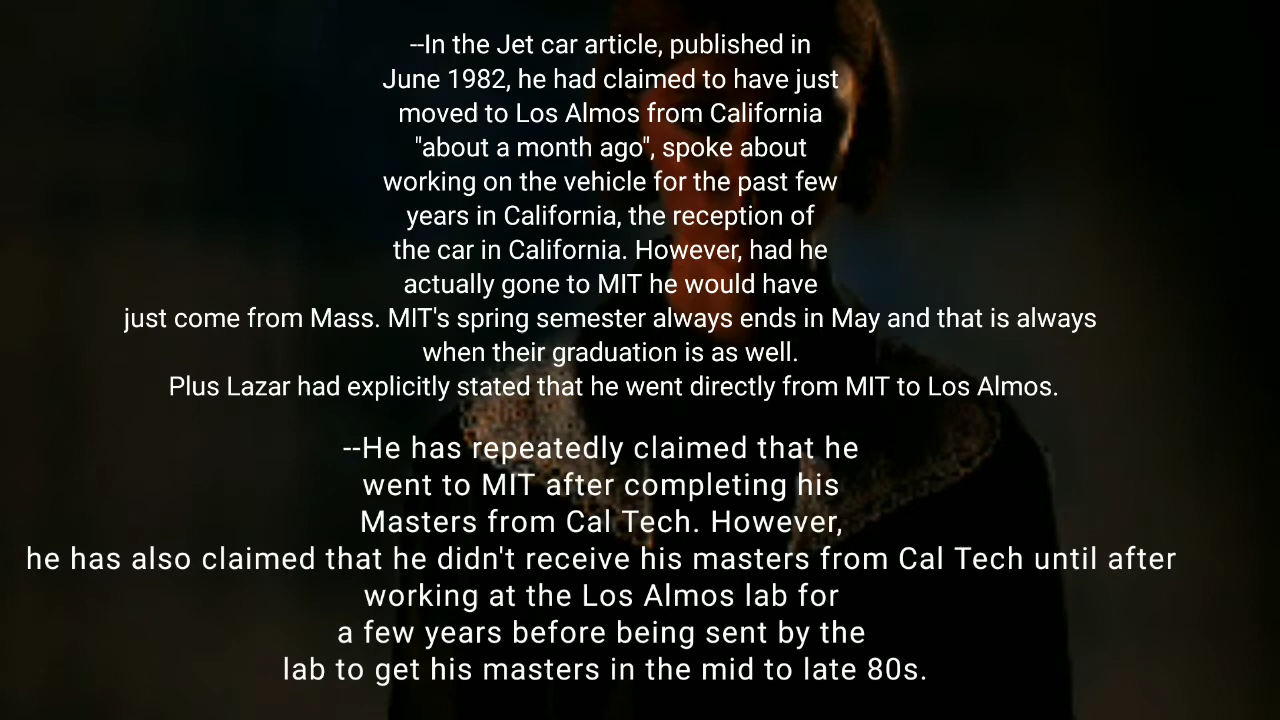 --In the Jet car article, published in
June 1982, he had claimed to have just
moved to Los Almos from California
"about a month ago", spoke about
working on the vehicle for the past few
years in California, the reception of
the car in California. However, had he
actually gone to MIT he would have
just come from Mass. MIT's spring semester always ends in May and that is always
when their graduation is as well.
Plus Lazar had explicitly stated that he went directly from MIT to Los Almos.
--He has repeatedly claimed that he
went to MIT after completing his
Masters from Cal Tech. However,
he has also claimed that he didn't receive his masters from Cal Tech until after
working at the Los Almos lab for
a few years before being sent by the
lab to get his masters in the mid to late 80s.